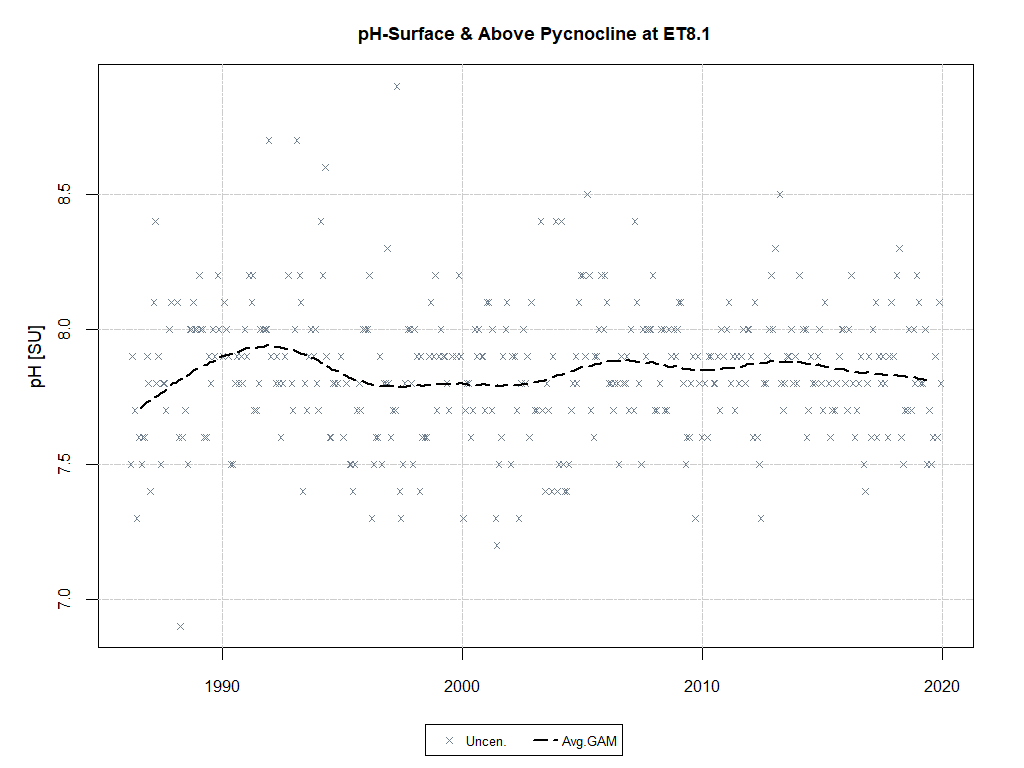 pH-Surface & Above Pycnocline at ET8.1
pH [SU]
8.5
8.0
7.5
7.0
1990 2000 2010 2020
Uncen. Avg.GAM